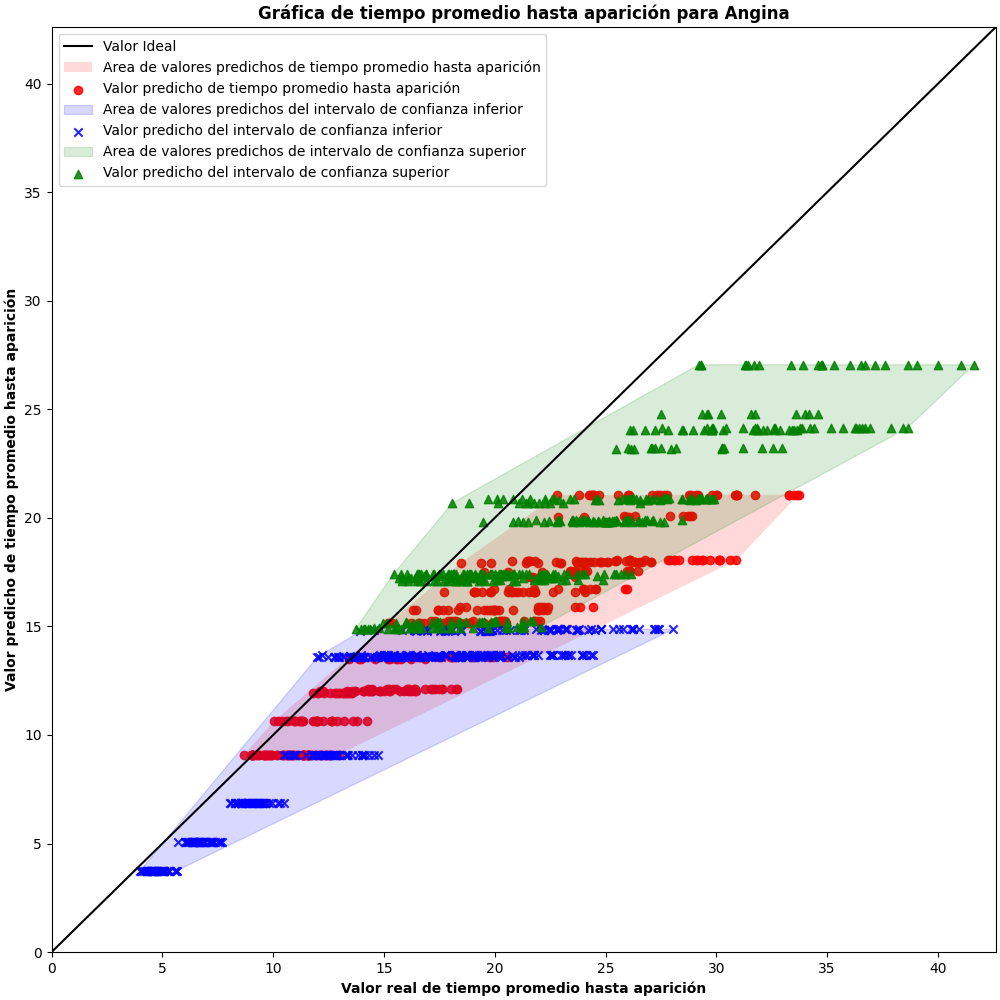 Gráfica de tiempo promedio hasta aparición para Angina
Valor Ideal
Area de valores predichos de tiempo promedio hasta aparición
Valor predicho de tiempo promedio hasta aparición
Area de valores predichos del intervalo de confianza inferior
Valor predicho del intervalo de confianza inferior
Area de valores predichos de intervalo de confianza superior
Valor predicho del intervalo de confianza superior
Valor predicho de tiempo promedio hasta aparición
40
35
30
25
20
15
10
5
0
0 5 10 15 20 25 30 35 40
Valor real de tiempo promedio hasta aparición